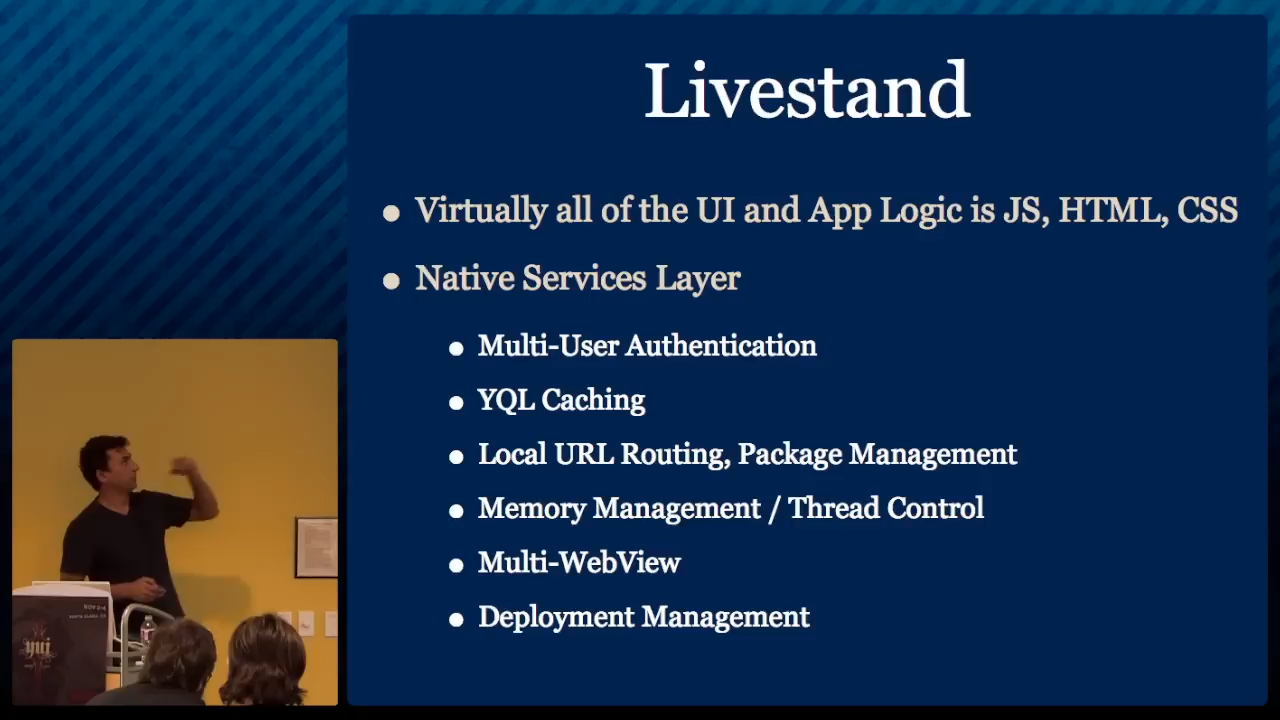 Livestand
• Virtually all of the UI and App Logic is JS, HTML, CSS
• Native Services Layer
• Multi-User Authentication
• YQL Caching
• Local URL Routing, Package Management
• Memory Management / Thread Control
• Multi-WebView
• Deployment Management
yui